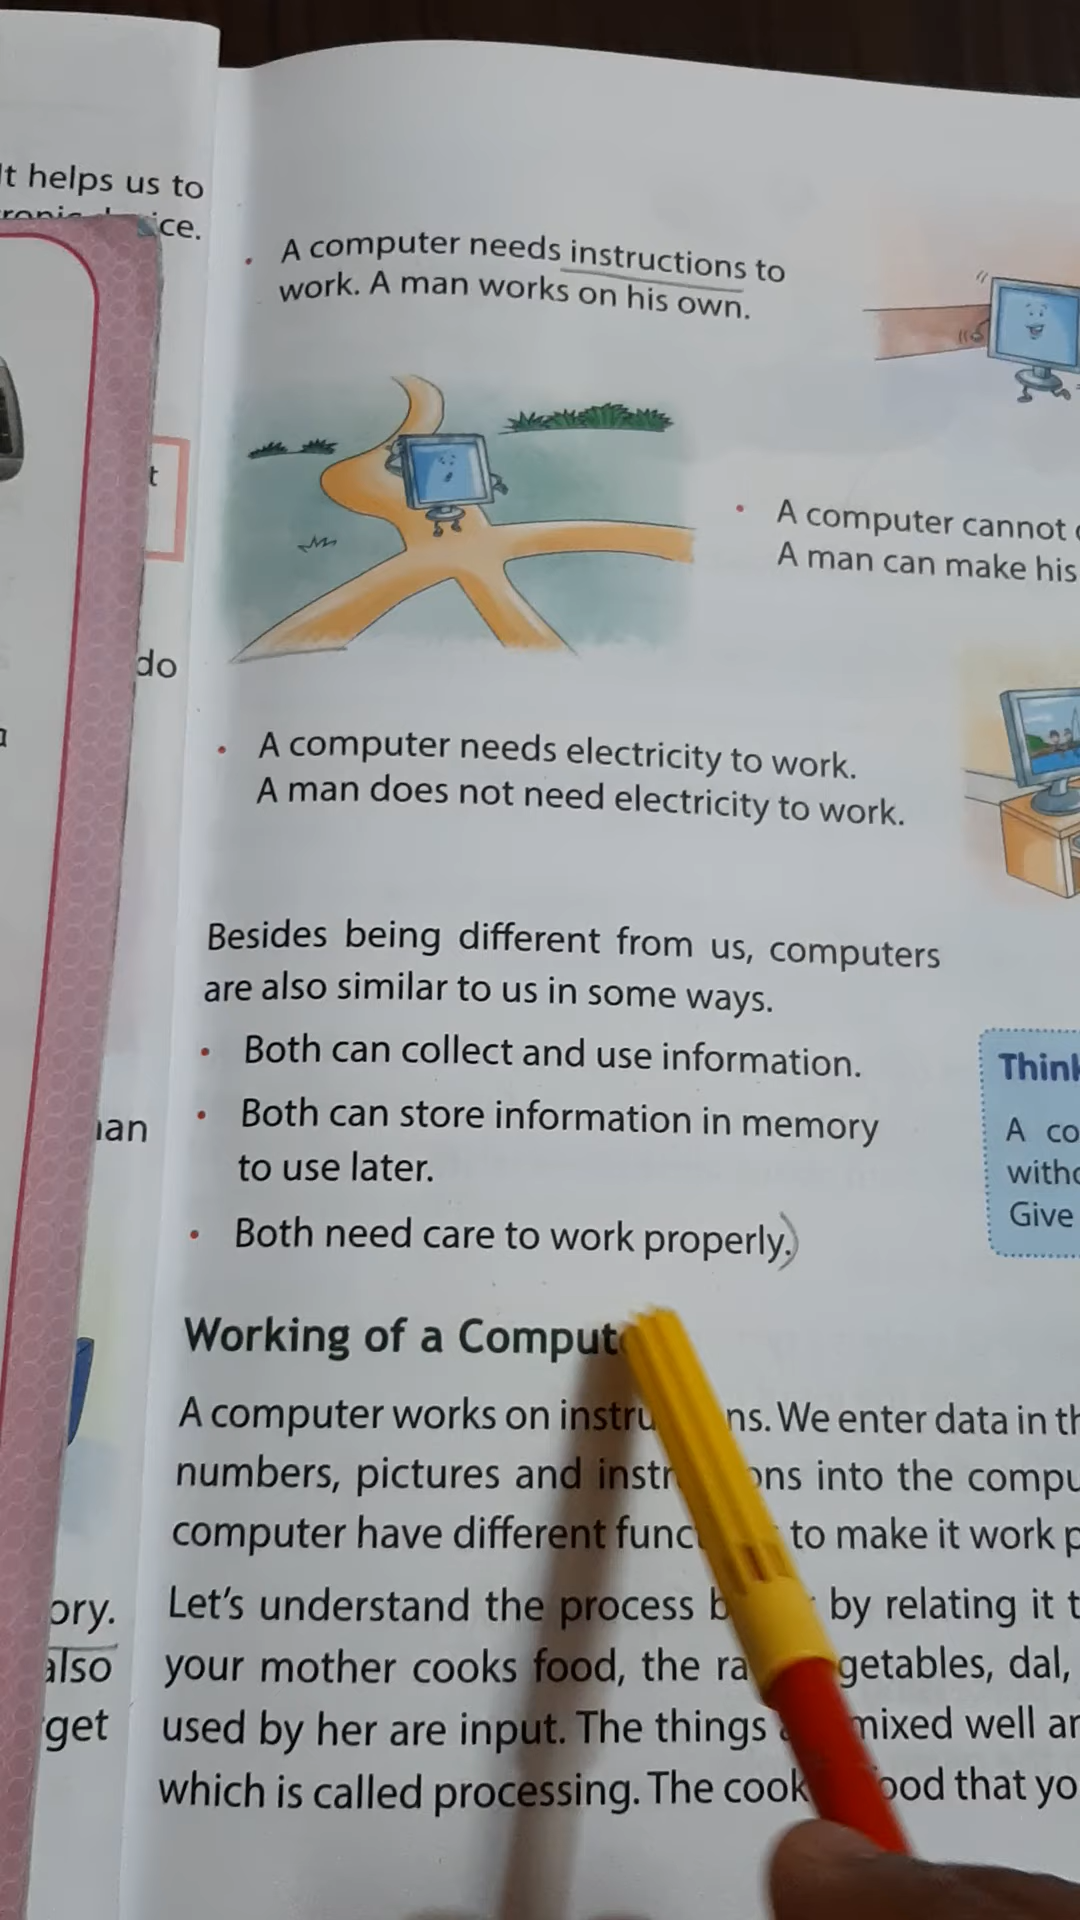 It helps us to
ice.
t
do
an
ory.
also
get
A computer needs instructions to
work. A man works on his own.
A computer cannot
A man can make his
A computer needs electricity to work.
A man does not need electricity to work.
Besides being different from us, computers
are also similar to us in some ways.
Both can collect and use information.
Both can store information in memory
to use later.
Both need care to work properly.
Think
A co
witho
Give
Working of a Comput
A computer works on instru ns. We enter data in th
numbers, pictures and instr ons into the compu
computer have different func to make it work p
Let's understand the process b by relating it t
your mother cooks food, the ra getables, dal,
used by her are input. The things mixed well an
which is called processing. The cook ood that yo